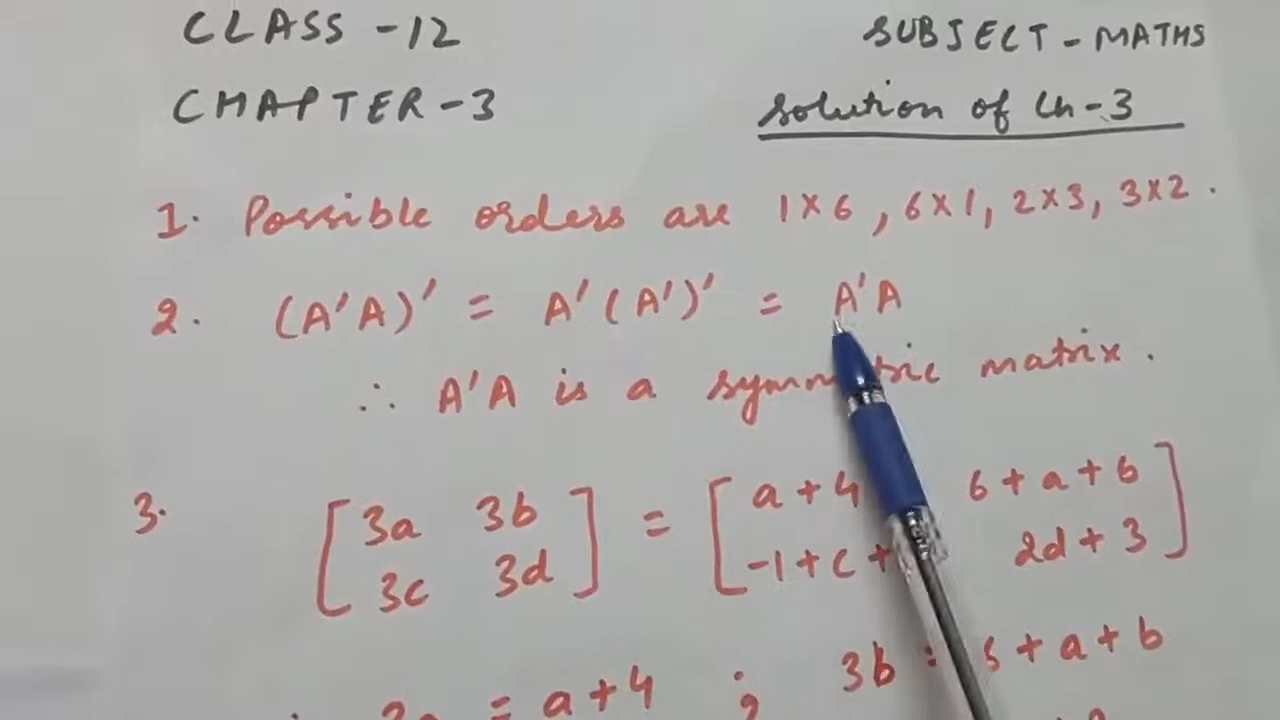 CLASS - 12 SUBJECT - MATHS
CHAPTER - 3 Solution of Ch - 3
1. Possible orders are 1×6, 6×1, 2×3, 3×2.
2. (A'A)' = A'(A')' = A'A
∴ A'A is a symmetric matrix.
3. [3a 3b] = [a+4 6+a+b]
[3c 3d] [-1+c+ 2d+3]
= a+4 ; 3b = 6+a+b